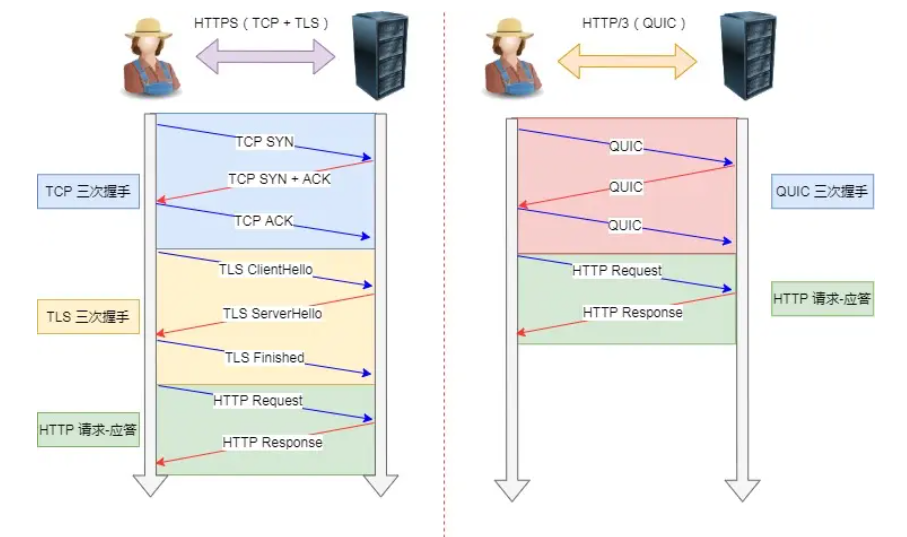 HTTPS（TCP + TLS）
TCP SYN
TCP SYN + ACK
TCP 三次握手
TCP ACK
TLS ClientHello
TLS ServerHello
TLS 三次握手
TLS Finished
HTTP Request
HTTP 请求-应答
HTTP Response
HTTP/3（QUIC）
QUIC
QUIC
QUIC 三次握手
QUIC
HTTP Request
HTTP 请求-应答
HTTP Response